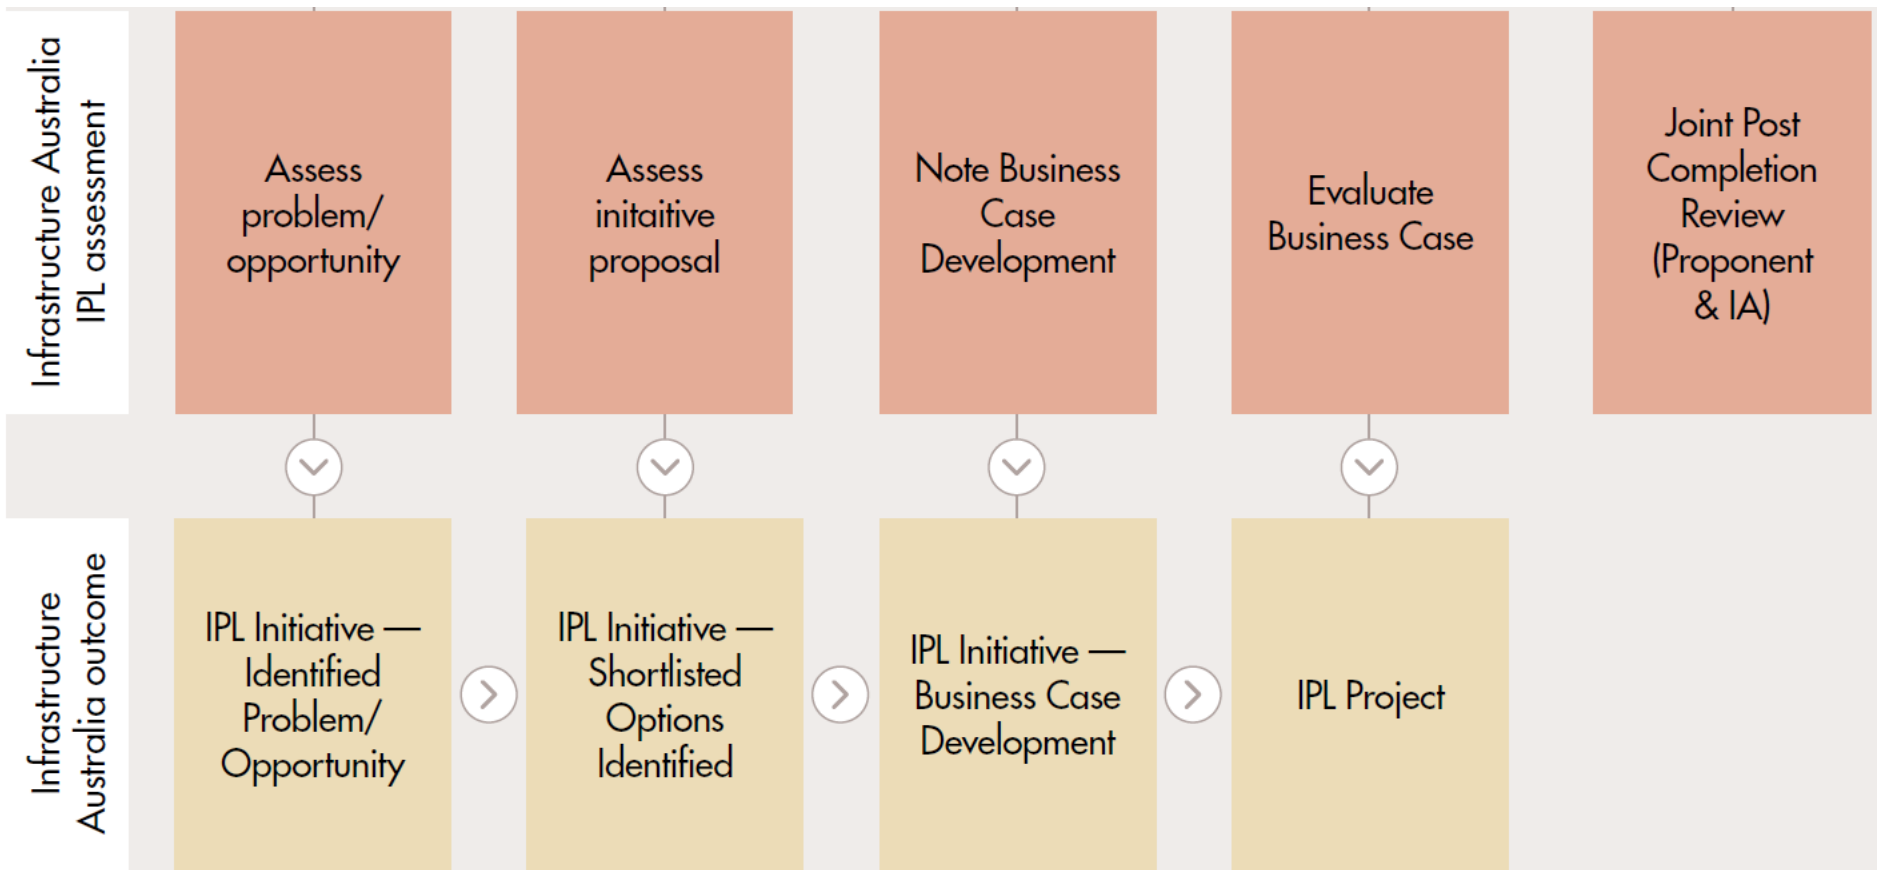 Infrastructure Australia
IPL assessment
Assess
problem/
opportunity
Assess
initaitive
proposal
Note Business
Case
Development
Evaluate
Business Case
Joint Post
Completion
Review
(Proponent
& IA)
Infrastructure
Australia outcome
IPL Initiative —
Identified
Problem/
Opportunity
IPL Initiative —
Shortlisted
Options
Identified
IPL Initiative —
Business Case
Development
IPL Project